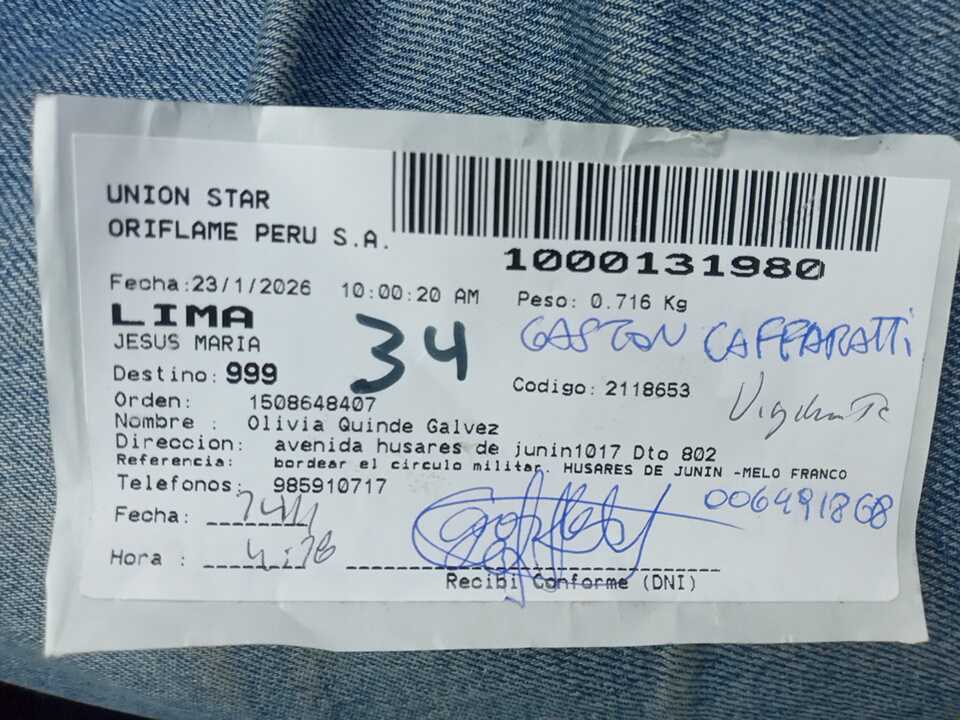 UNION STAR
ORIFLAME PERU S.A.
1000131980
Fecha:23/1/2026 10:00:20 AM Peso: 0.716 Kg
LIMA
GASTON CAFFARATTI
JESUS MARIA
34
Destino: 999
Codigo: 2118653
Orden: 1508648407
Nombre : Olivia Quinde Galvez
Direccion: avenida husares de junin1017 Dto 802
Referencia: bordear el circulo militar. HUSARES DE JUNIN -MELO FRANCO
Telefonos: 985910717
006491868
Fecha:
Hora :
Recibi Conforme (DNI)